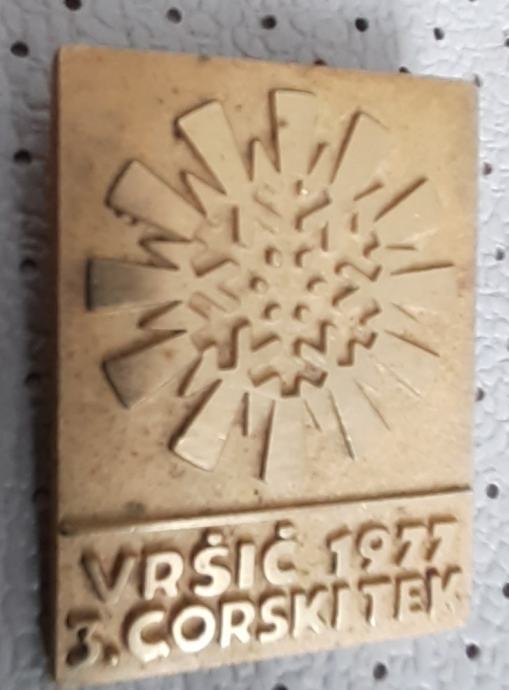 VRŠIČ 1977
3. GORSKI TEK